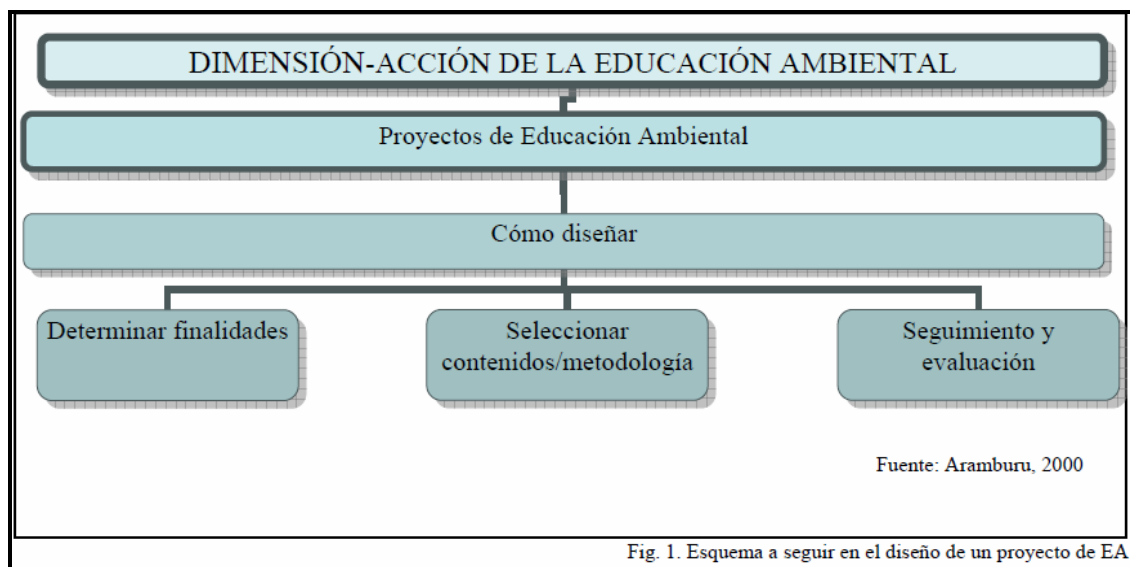 DIMENSIÓN-ACCIÓN DE LA EDUCACIÓN AMBIENTAL
Proyectos de Educación Ambiental
Cómo diseñar
Determinar finalidades
Seleccionar
contenidos/metodología
Seguimiento y
evaluación
Fuente: Aramburu, 2000
Fig. 1. Esquema a seguir en el diseño de un proyecto de EA